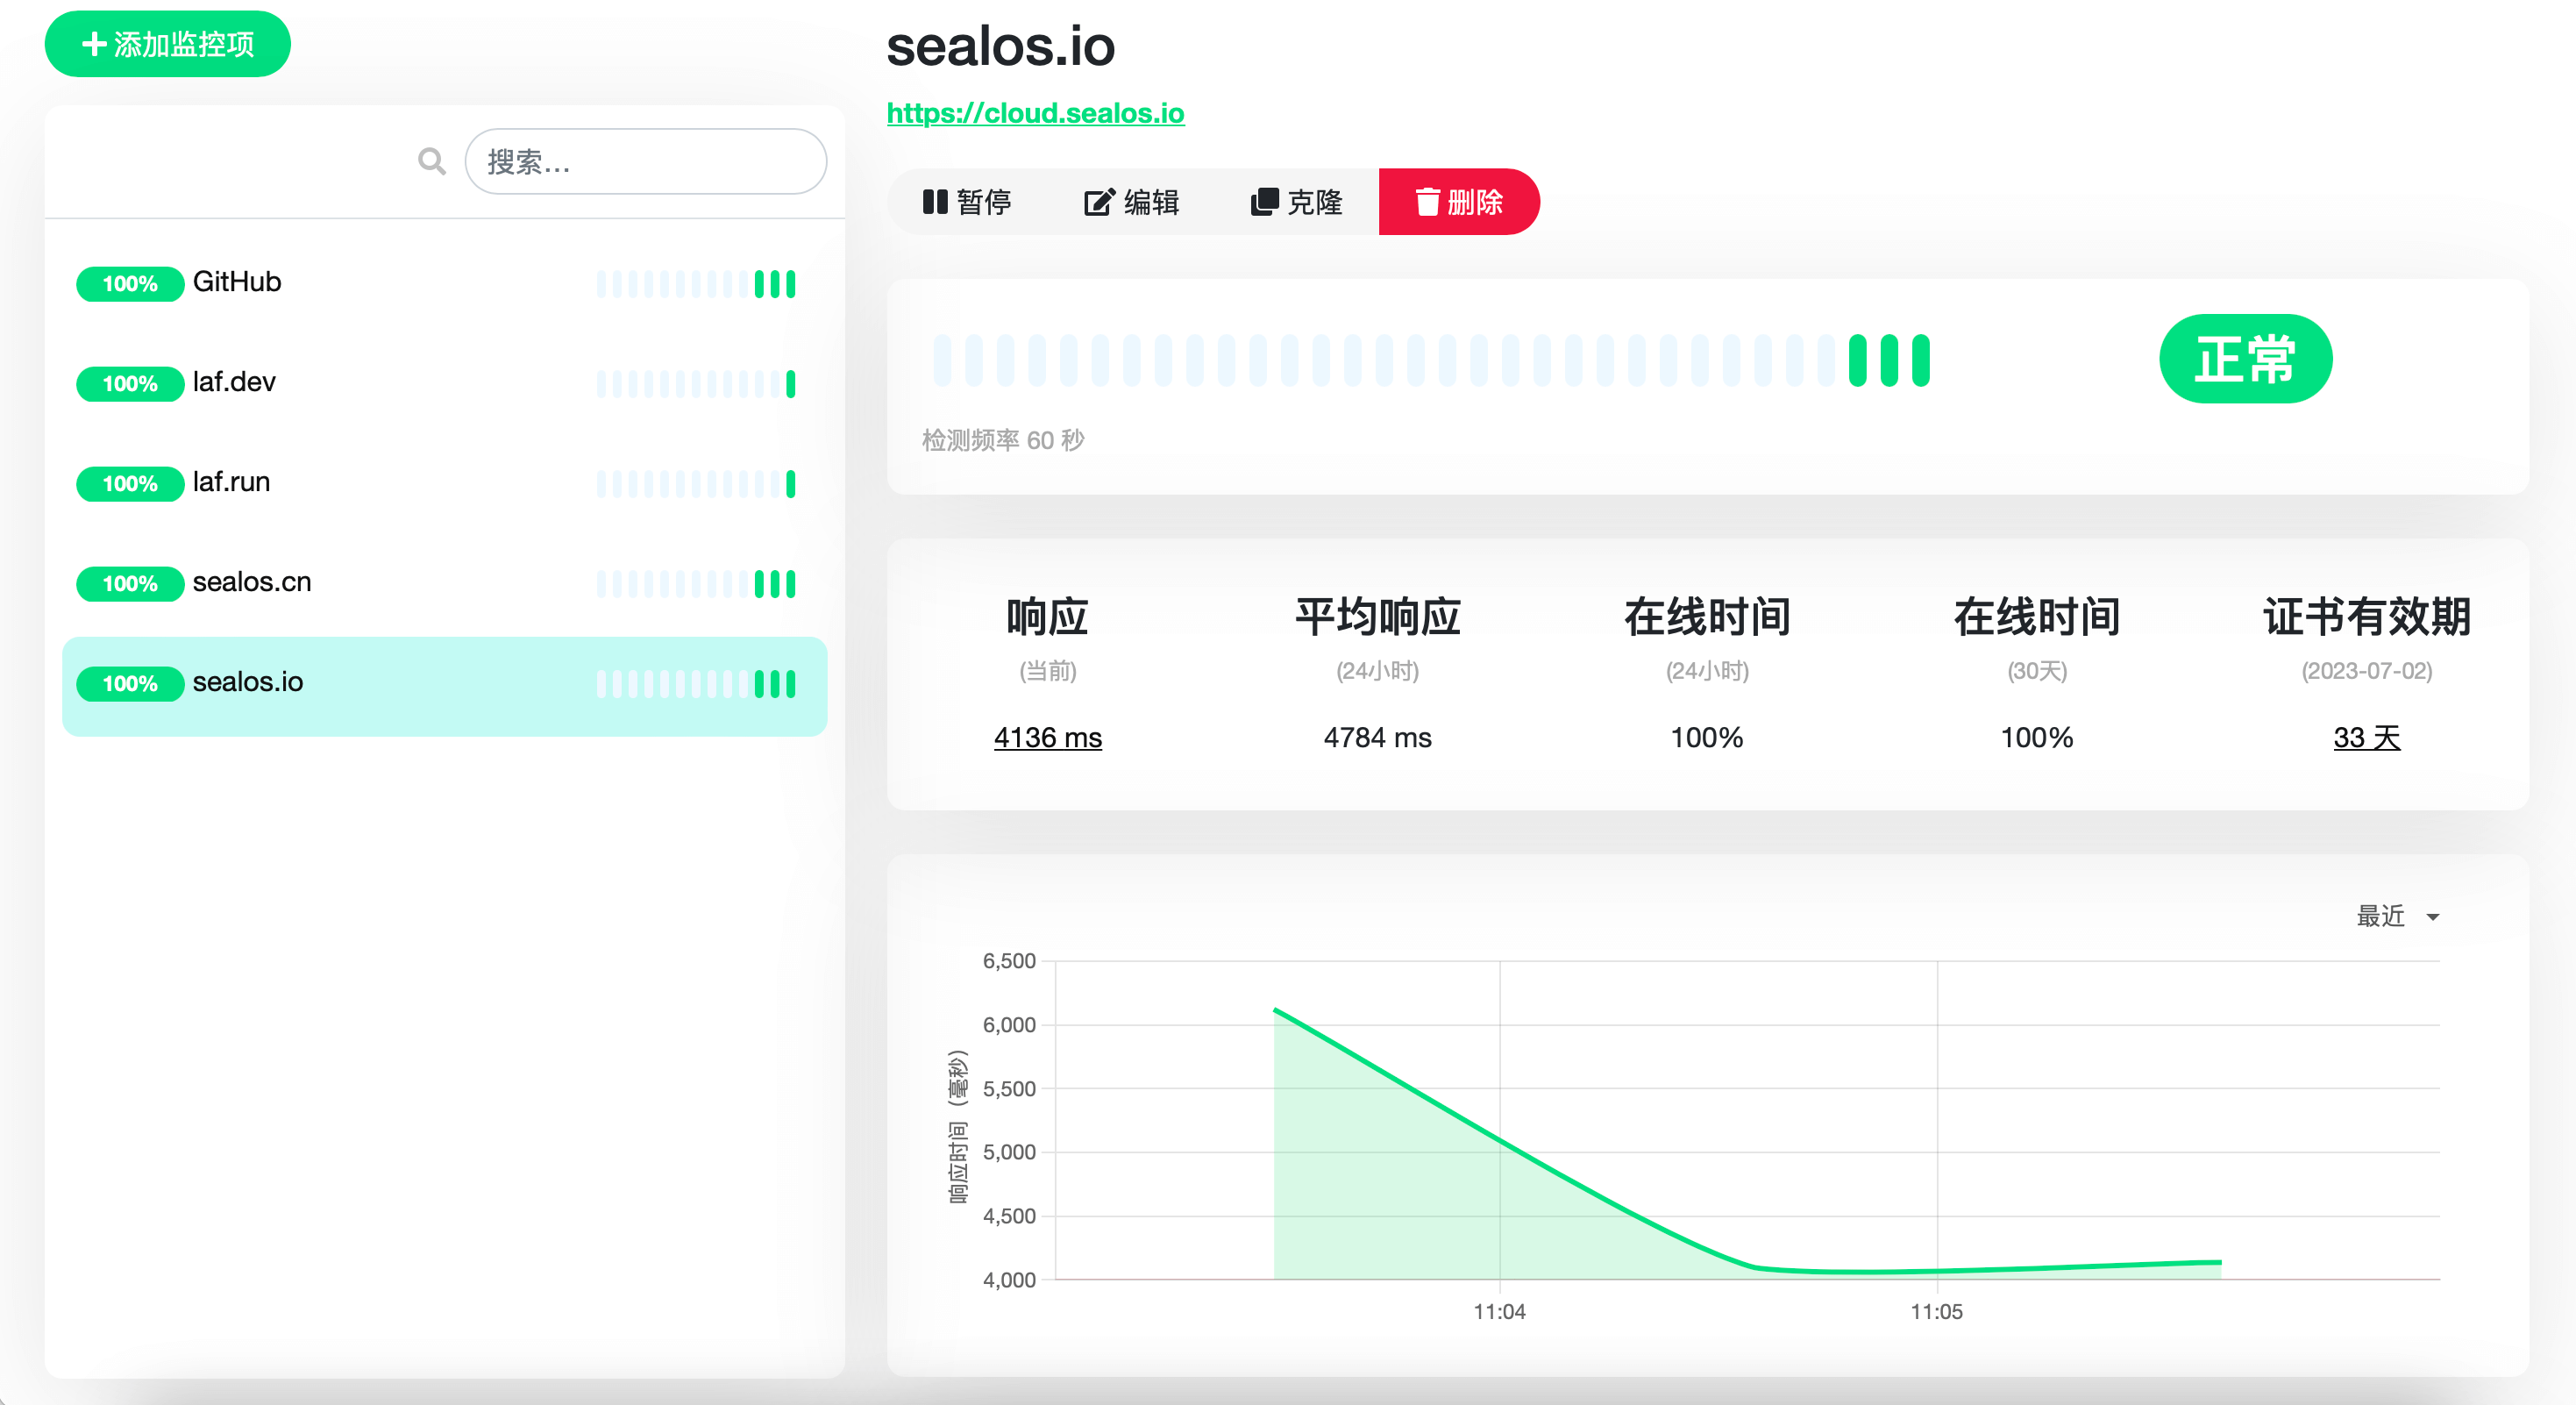 添加监控项
搜索...
100% GitHub
100% laf.dev
100% laf.run
100% sealos.cn
100% sealos.io
sealos.io
https://cloud.sealos.io
暂停 编辑 克隆 删除
正常
检测频率 60 秒
响应 平均响应 在线时间 在线时间 证书有效期
(当前) (24小时) (24小时) (30天) (2023-07-02)
4136 ms 4784 ms 100% 100% 33 天
最近
响应时间（毫秒）
6,500
6,000
5,500
5,000
4,500
4,000
11:04 11:05